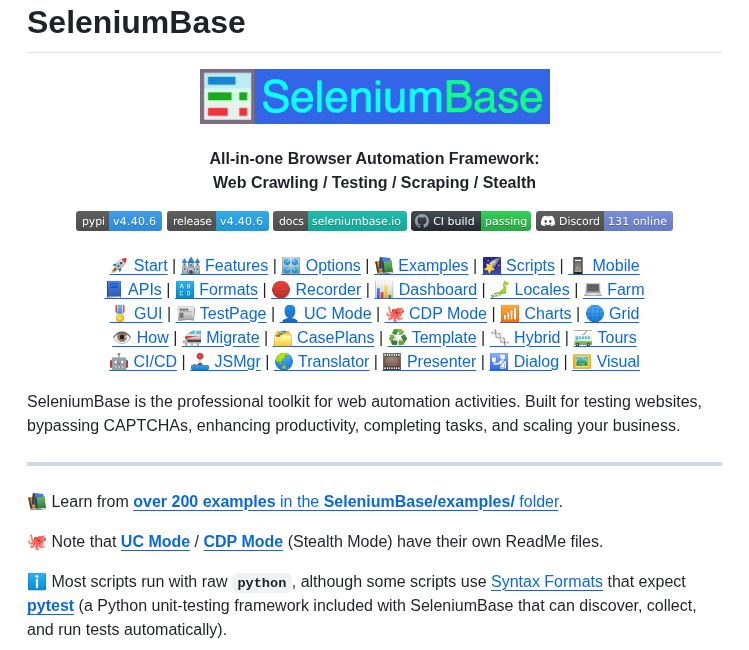 SeleniumBase
SeleniumBase
All-in-one Browser Automation Framework:
Web Crawling / Testing / Scraping / Stealth
pypi v4.40.6 release v4.40.6 docs seleniumbase.io CI build passing Discord 131 online
🚀 Start | 🏰 Features | 🎛️ Options | 📚 Examples | 🌠 Scripts | 📱 Mobile
📘 APIs | 🔠 Formats | 🔴 Recorder | 📊 Dashboard | 🗾 Locales | 💻 Farm
🎖️ GUI | 📰 TestPage | 👤 UC Mode | 🐙 CDP Mode | 📶 Charts | 🌐 Grid
👁️ How | 🚝 Migrate | 🗂️ CasePlans | ♻️ Template | 🧬 Hybrid | 🚎 Tours
🤖 CI/CD | 🕹️ JSMgr | 🌏 Translator | 🎞️ Presenter | 🛂 Dialog | 🖼️ Visual
SeleniumBase is the professional toolkit for web automation activities. Built for testing websites,
bypassing CAPTCHAs, enhancing productivity, completing tasks, and scaling your business.
📚 Learn from over 200 examples in the SeleniumBase/examples/ folder.
🐙 Note that UC Mode / CDP Mode (Stealth Mode) have their own ReadMe files.
ℹ️ Most scripts run with raw python, although some scripts use Syntax Formats that expect
pytest (a Python unit-testing framework included with SeleniumBase that can discover, collect,
and run tests automatically).